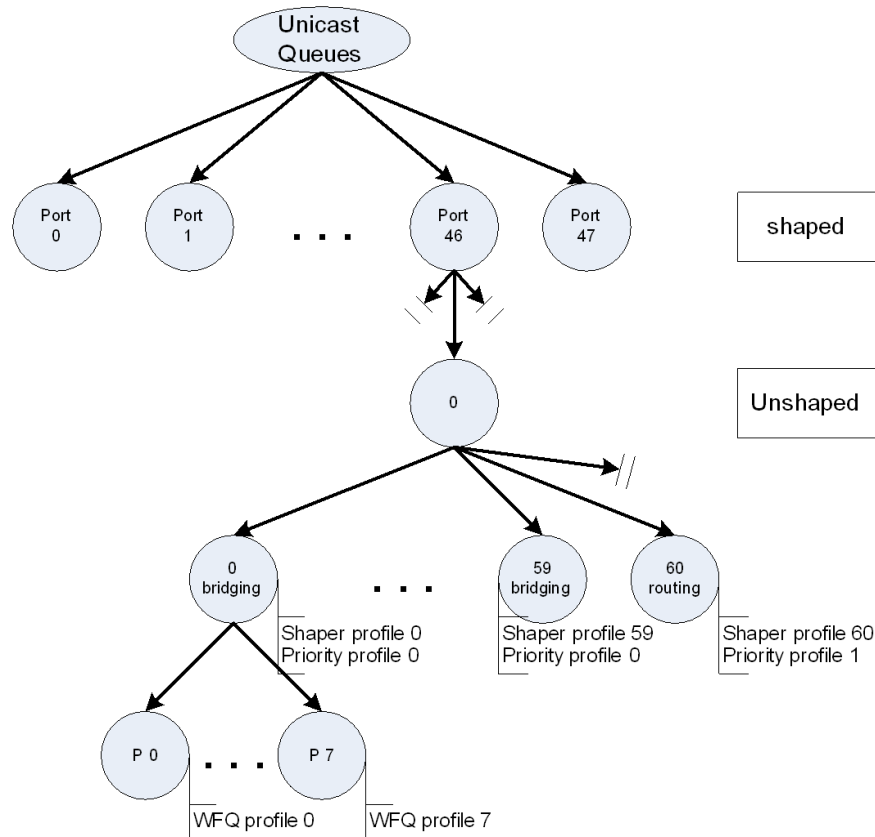 Unicast
Queues
Port
0
Port
1
. . .
Port
46
Port
47
shaped
0
Unshaped
0
bridging
. . .
59
bridging
60
routing
Shaper profile 0
Priority profile 0
Shaper profile 59
Priority profile 0
Shaper profile 60
Priority profile 1
P 0
. . .
P 7
WFQ profile 0
WFQ profile 7